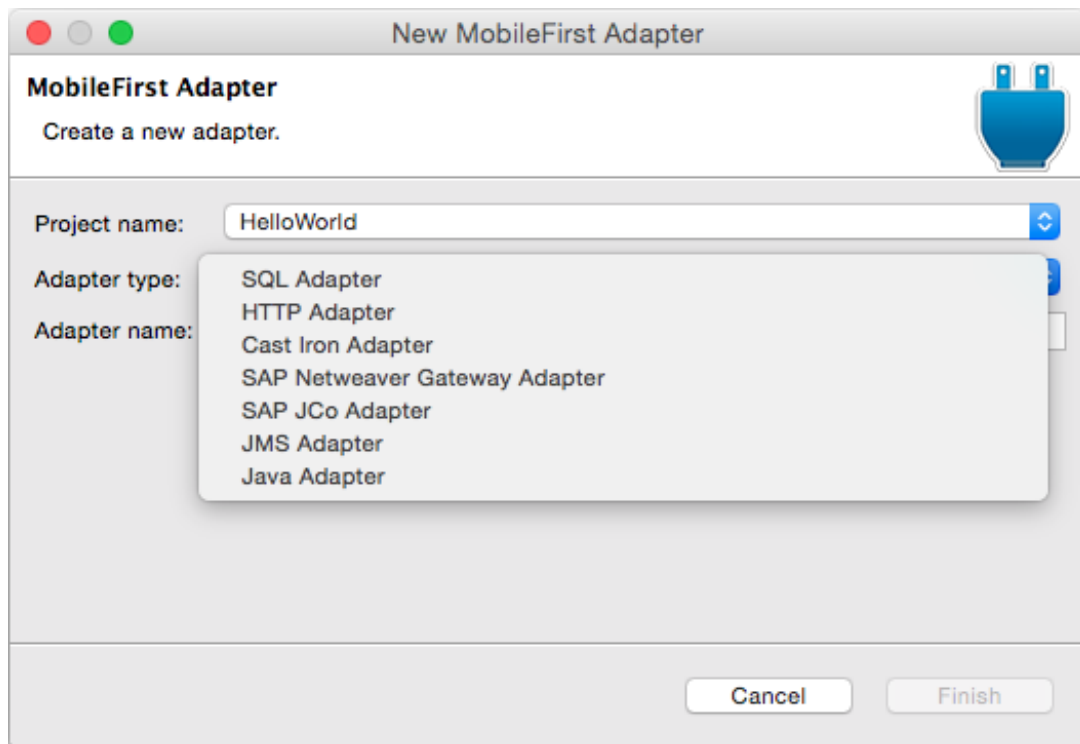 New MobileFirst Adapter
MobileFirst Adapter
Create a new adapter.
Project name: HelloWorld
Adapter type:
SQL Adapter
HTTP Adapter
Adapter name:
Cast Iron Adapter
SAP Netweaver Gateway Adapter
SAP JCo Adapter
JMS Adapter
Java Adapter
Cancel Finish